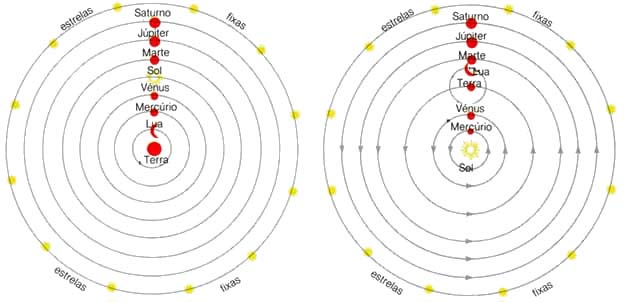 estrelas
fixas
Saturno
Júpiter
Marte
Sol
Vênus
Mercúrio
Lua
Terra
estrelas
fixas
estrelas
fixas
Saturno
Júpiter
Marte
Lua
Terra
Vénus
Mercúrio
Sol
estrelas
fixas